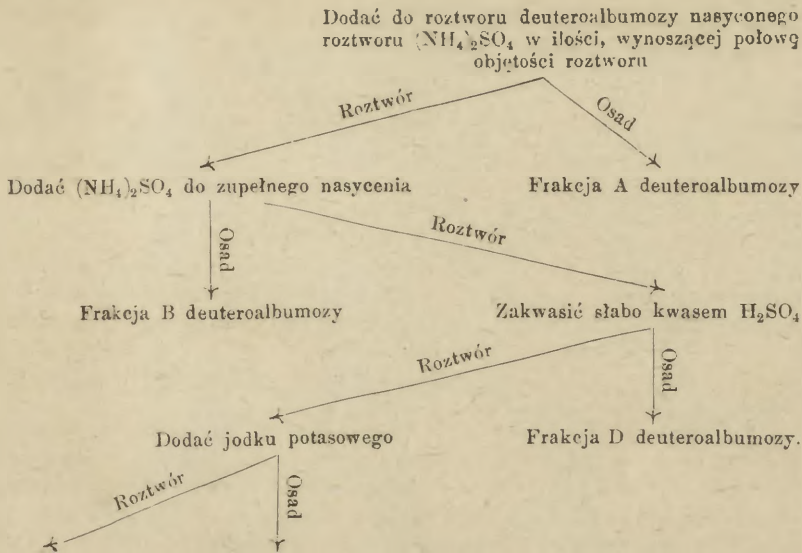 Dodać do roztworu deuteroalbumozy nasyconego
roztworu (NH₄)₂SO₄ w ilości, wynoszącej połowę
objętości roztworu
Roztwór
Osad
Dodać (NH₄)₂SO₄ do zupełnego nasycenia
Frakcja A deuteroalbumozy
Osad
Roztwór
Frakcja B deuteroalbumozy
Zakwasić słabo kwasem H₂SO₄
Roztwór
Osad
Dodać jodku potasowego
Frakcja D deuteroalbumozy.
Roztwór
Osad